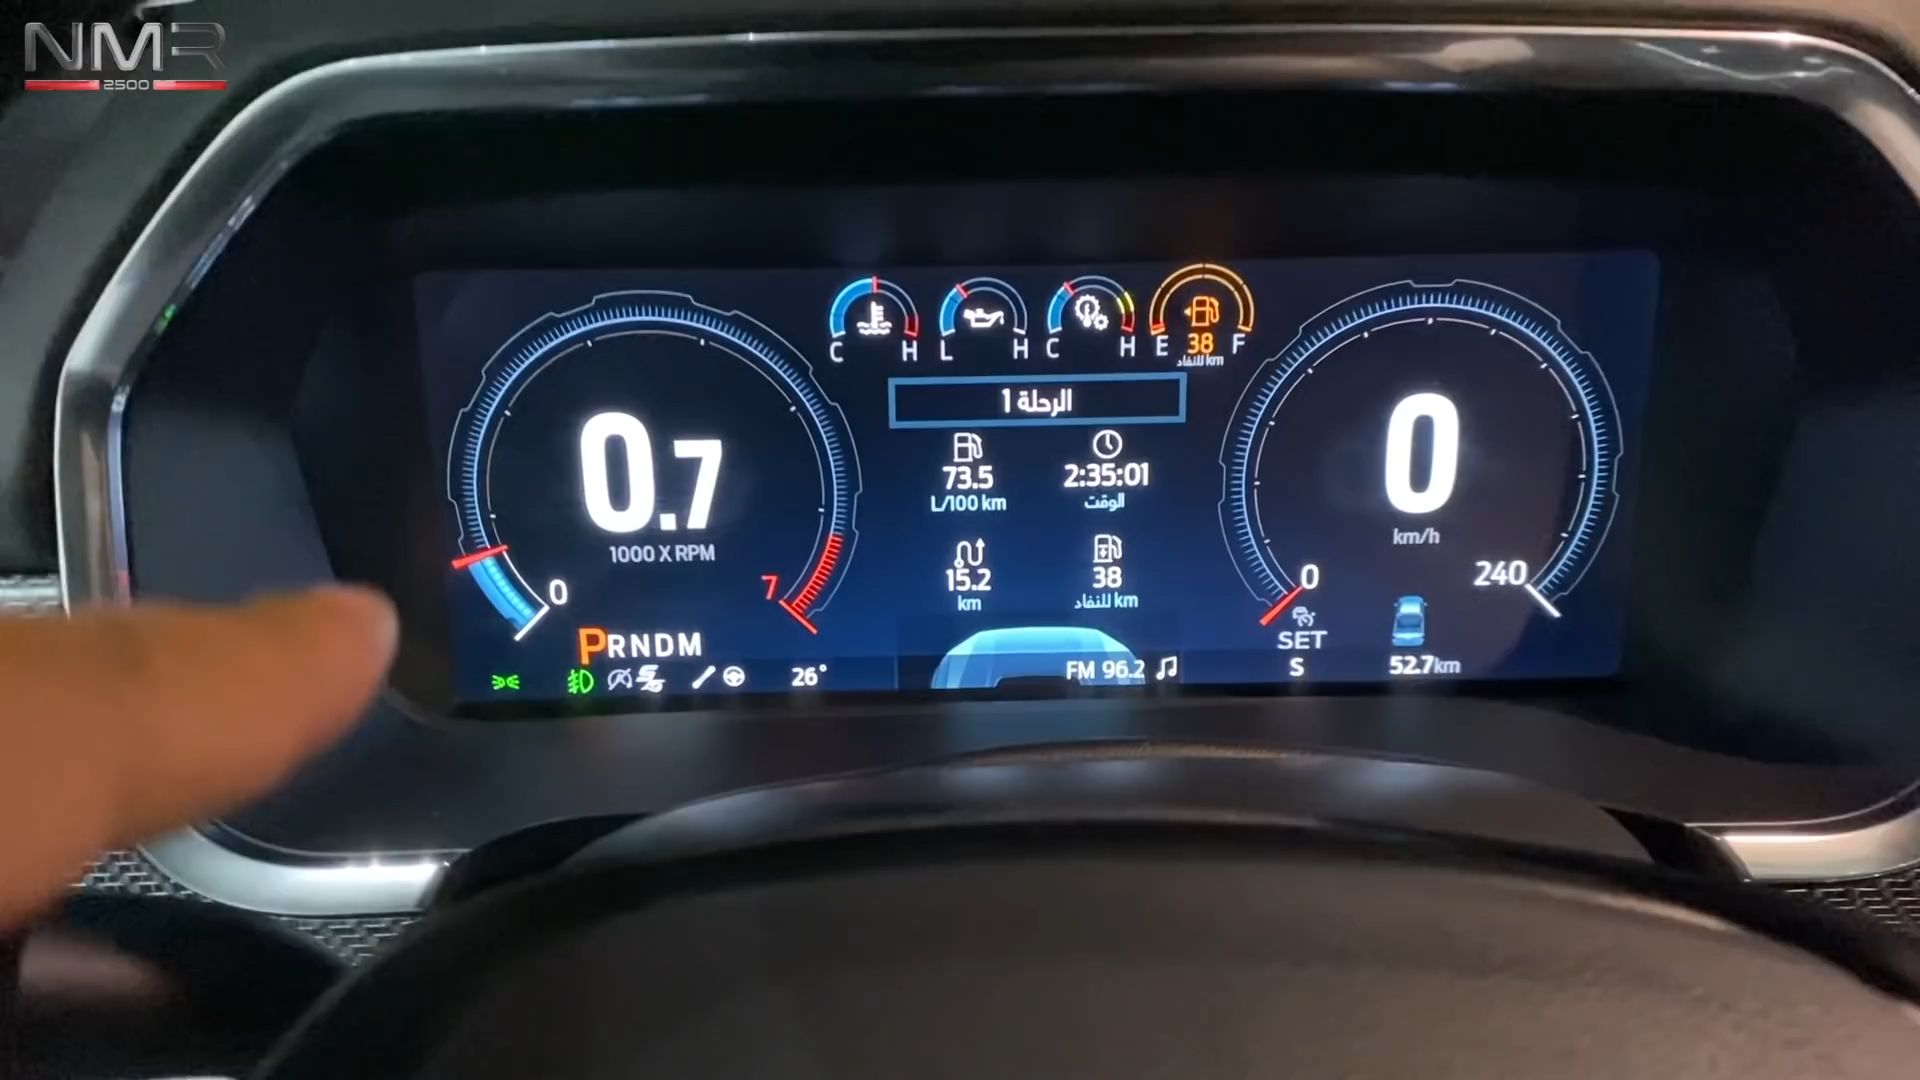 NMR
2500
C H L H C H E 38 F
للنفاد km
الرحلة 1
73.5
L/100 km
2:35:01
الوقت
15.2
km
38
للنفاد km
0.7
1000 X RPM
0
7
PRNDM
26°
FM 96.2
0
km/h
0
240
SET
S
52.7km